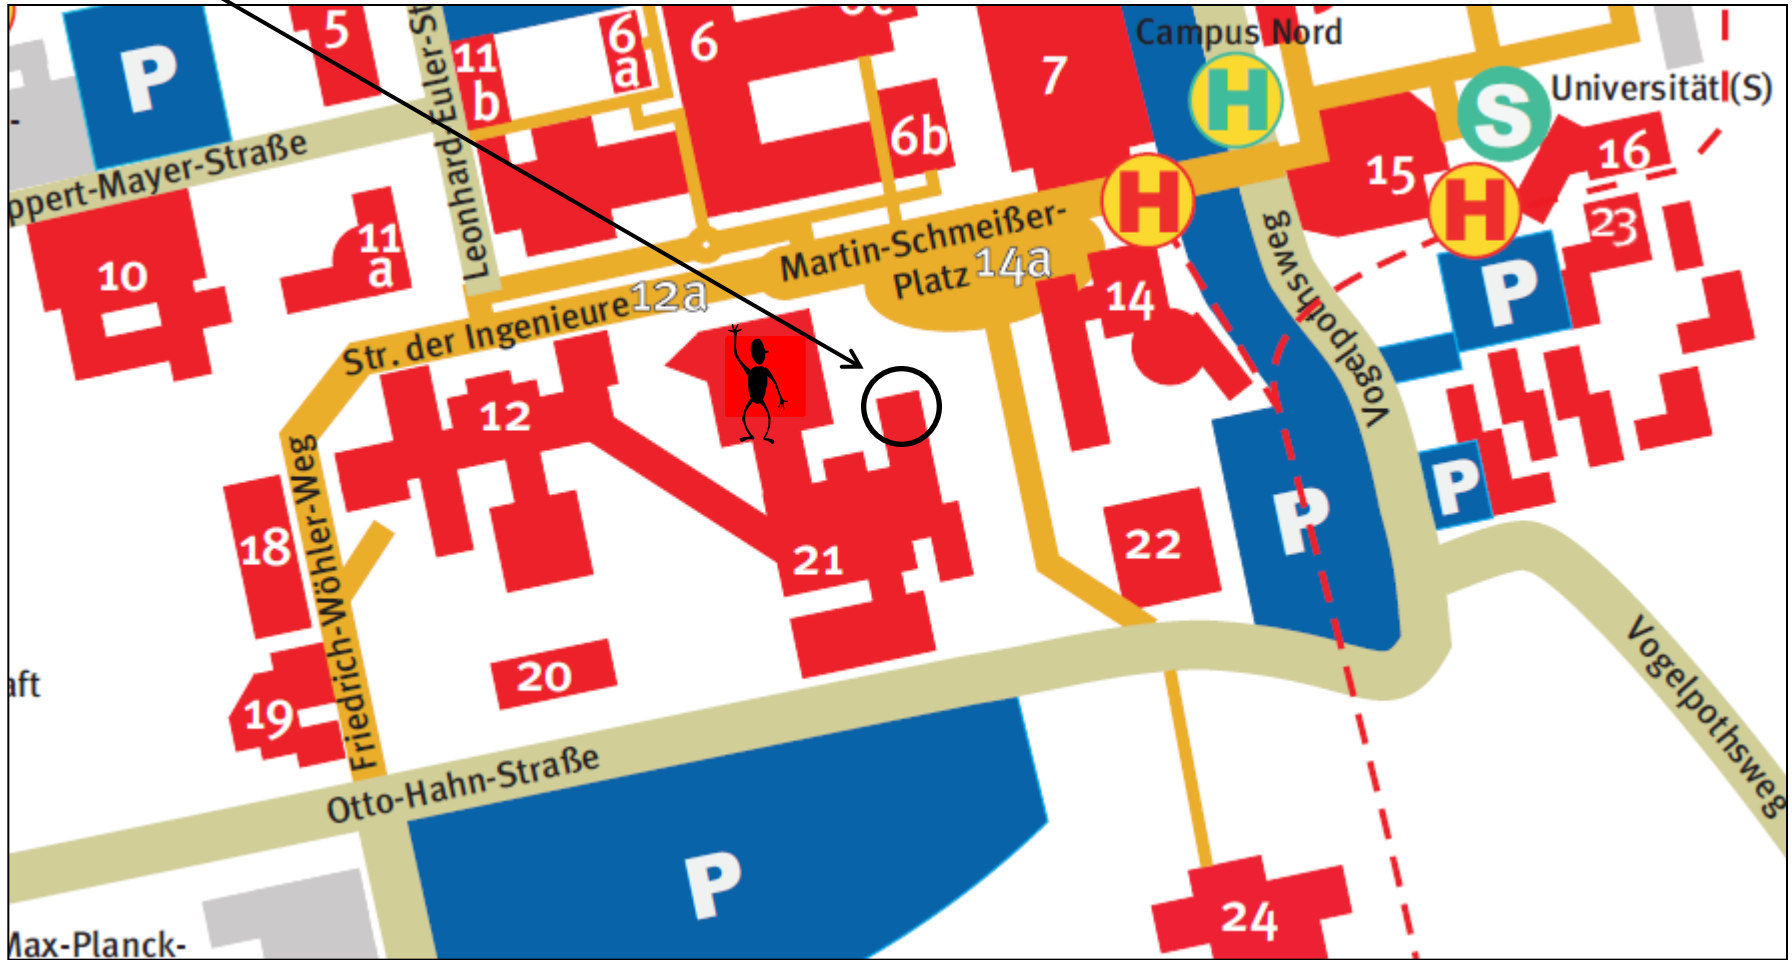 P
5
11
b
6
a
6
7
Campus Nord
H
S
Universität (S)
6b
15
16
H
H
23
Leonhard-Euler-St
ppert-Mayer-Straße
10
11
a
Martin-Schmeißer-
Platz
14a
14
Vogelpothsweg
P
12a
Str. der Ingenieure
12
18
Friedrich-Wöhler-Weg
21
22
P
P
20
19
aft
Otto-Hahn-Straße
Vogelpothsweg
P
24
Max-Planck-